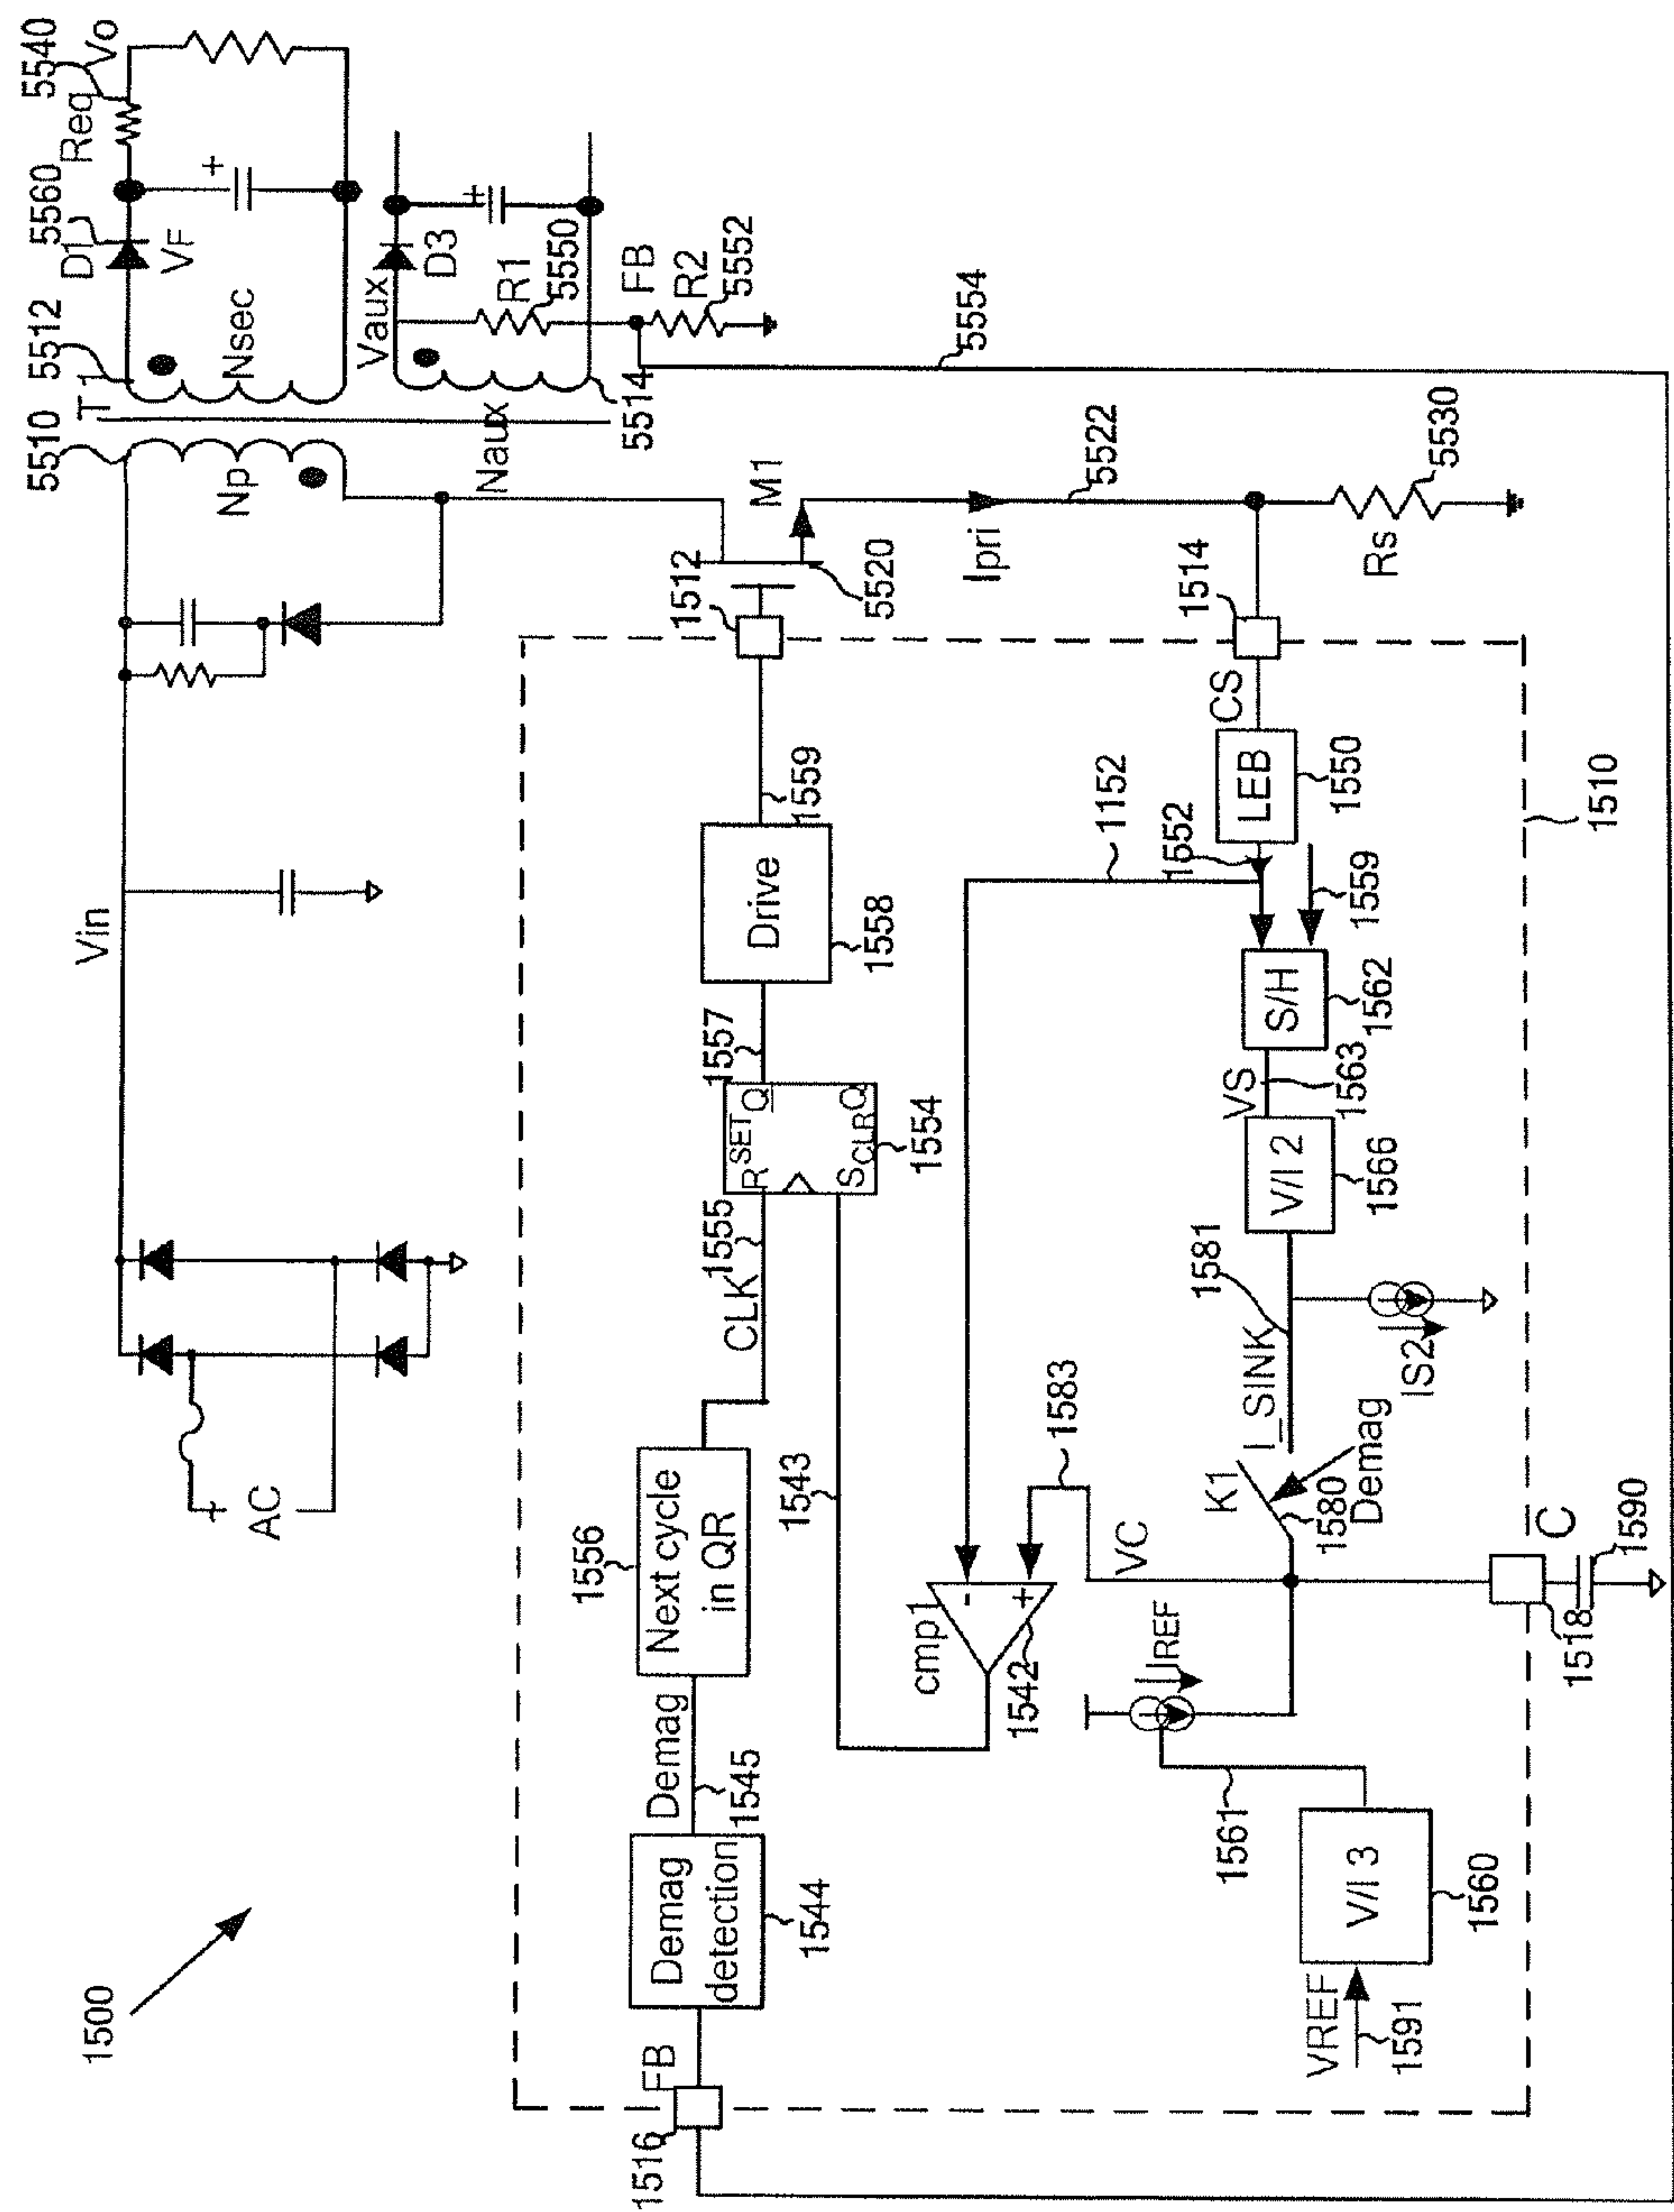 1500
AC
Vin
5510
T1
5512
D1
5560
VF
Req
5540
Vo
Np
Nsec
Naux
Vaux
5514
D3
R1
5550
FB
R2
5552
5554
1516
FB
Demag
detection
1544
Demag
1545
1556
Next cycle
in QR
CLK
1555
R SET Q
S CLR Q
1554
1557
Drive
1558
1559
1512
M1
5520
Ipri
5522
Rs
5530
1514
CS
LEB
1550
1552
1152
1559
S/H
1562
VS
1563
V/I 2
1566
1581
I_SINK
IS2
K1
1580
Demag
1543
cmp1
-
+
1542
1583
VC
IREF
1561
V/I 3
1560
VREF
1591
1518
C
1590
1510